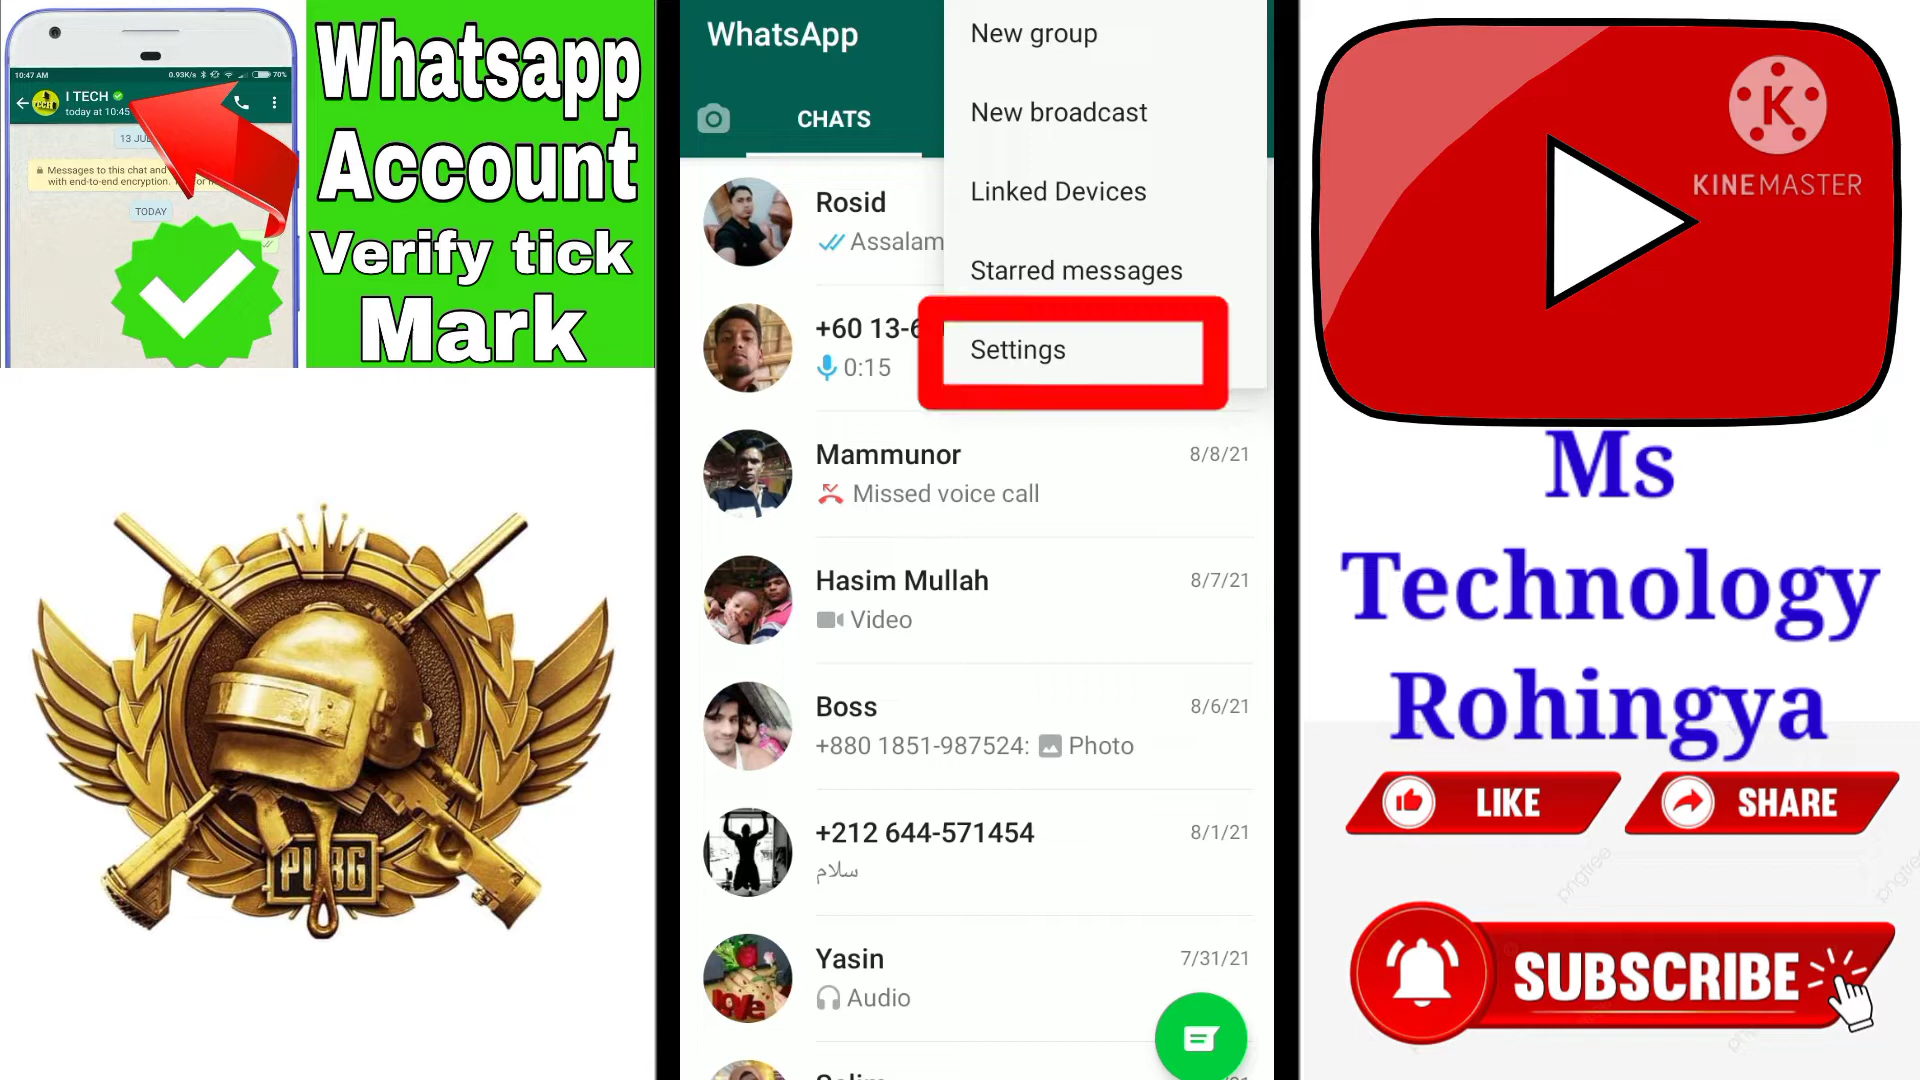 10:47 AM
0.93K/s
70%
I TECH
today at 10:45
Messages to this chat and
with end-to-end encryption.
TODAY
Whatsapp
Account
Verify tick
Mark
PUBG
WhatsApp
CHATS
New group
New broadcast
Linked Devices
Starred messages
Settings
Rosid
Assalam
+60 13-6
0:15
Mammunor
8/8/21
Missed voice call
Hasim Mullah
8/7/21
Video
Boss
8/6/21
+880 1851-987524: Photo
+212 644-571454
8/1/21
سلام
Yasin
7/31/21
Audio
K
KINEMASTER
Ms
Technology
Rohingya
LIKE
SHARE
pngtree
SUBSCRIBE